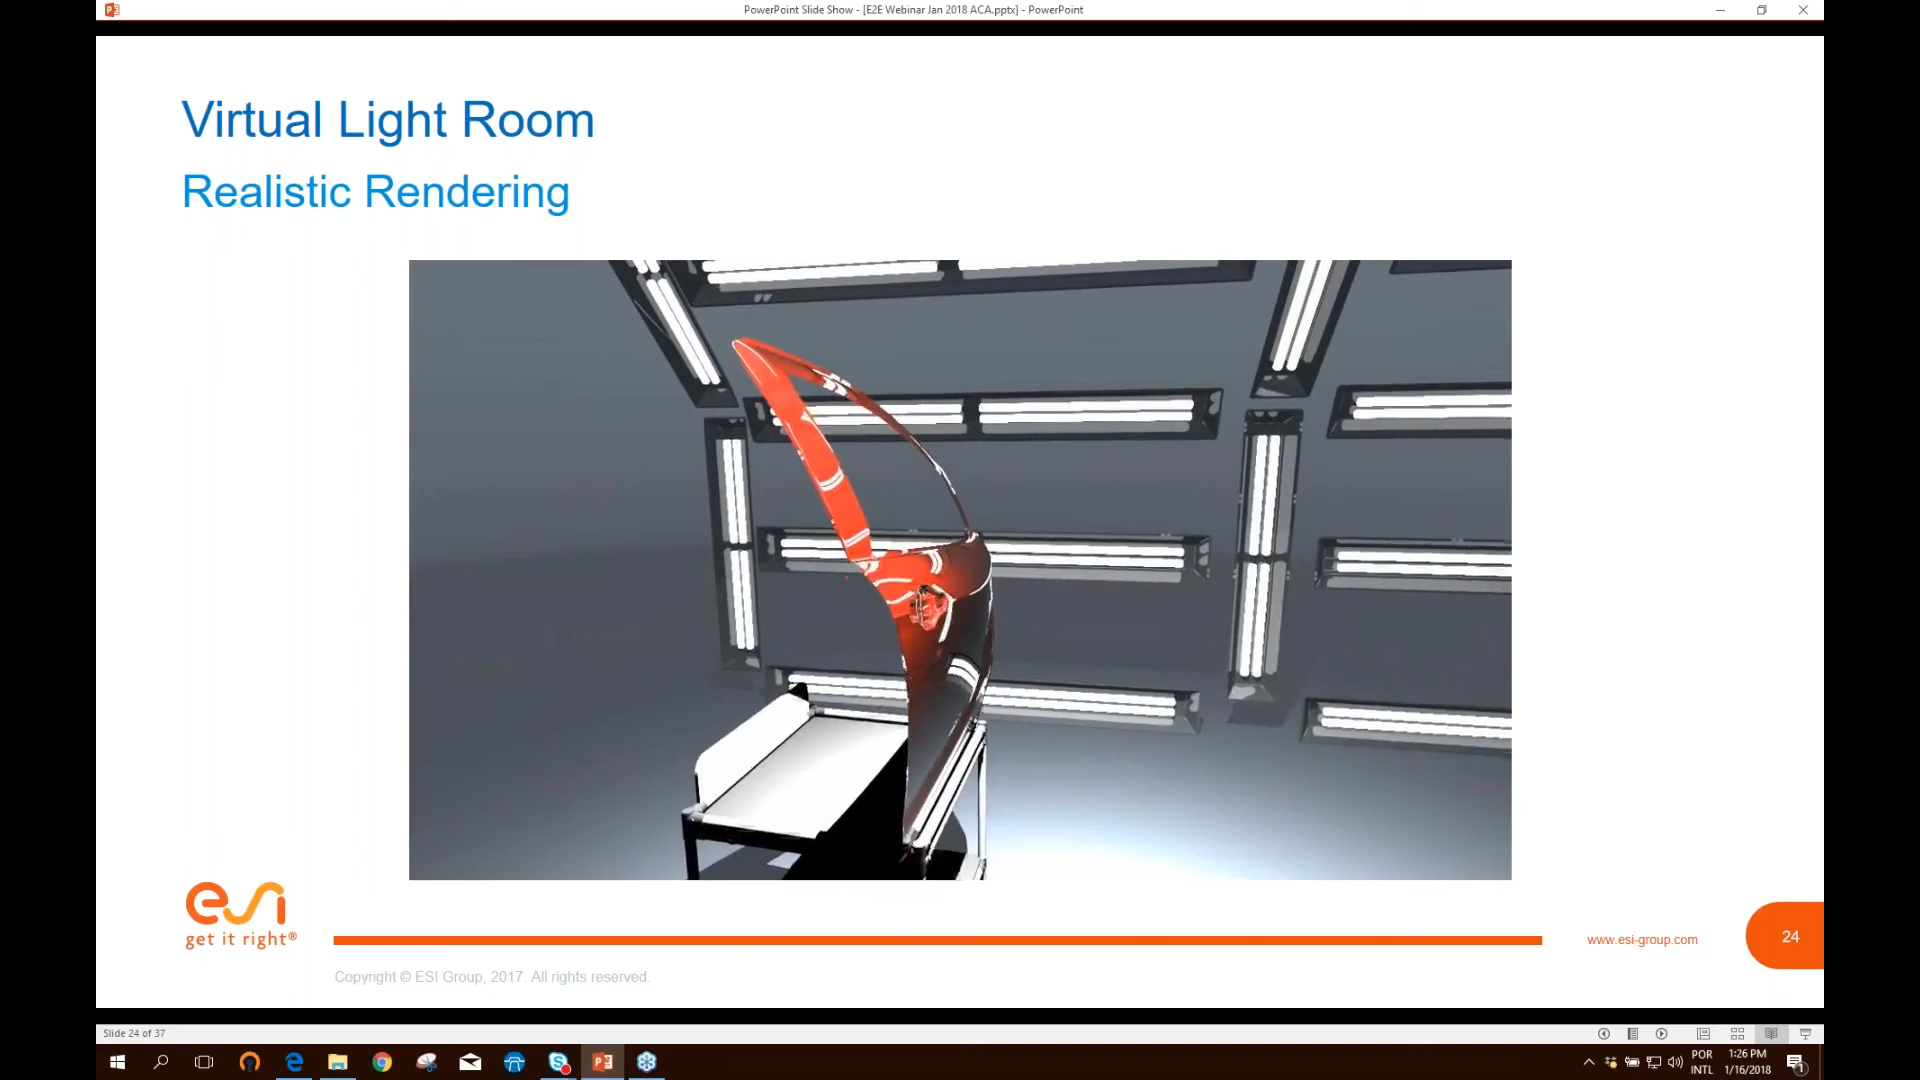 PowerPoint Slide Show - [E2E Webinar Jan 2018 ACA.pptx] - PowerPoint
Virtual Light Room
Realistic Rendering
esi
get it right®
www.esi-group.com
24
Copyright © ESI Group, 2017. All rights reserved.
Slide 24 of 37
POR
INTL
1:26 PM
1/16/2018
1